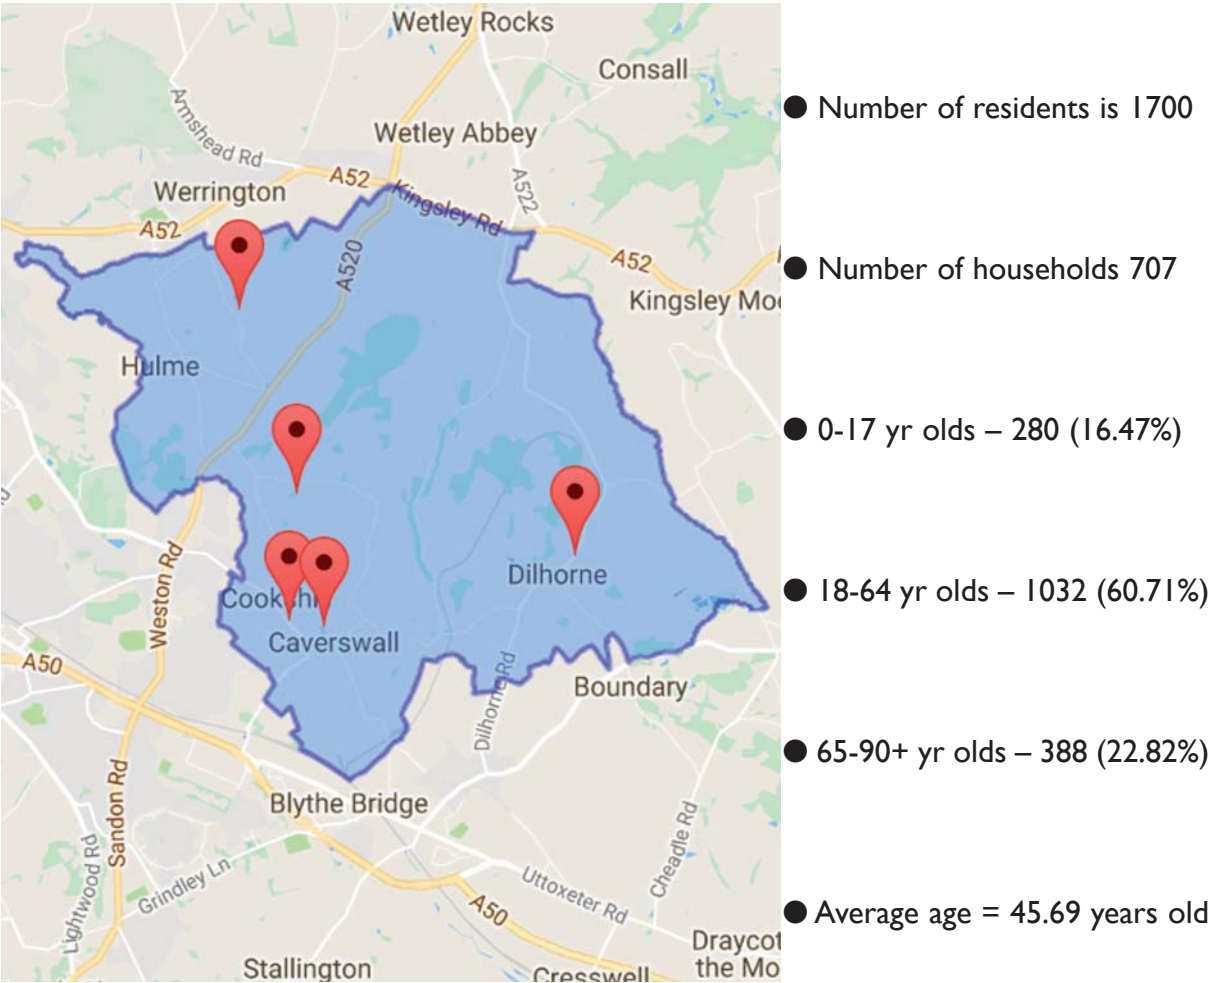 Wetley Rocks
Consall
Armshead Rd
Wetley Abbey
A52
Kingsley Rd
A522
Werrington
A52
A520
A52
Kingsley Moo
Hulme
Weston Rd
Dilhorne
Cookshi
Caverswall
A50
Dilhorne Rd
Boundary
Sandon Rd
Blythe Bridge
Lightwood Rd
Grindley Ln
Cheadle Rd
Uttoxeter Rd
A50
Draycot
the Mo
Stallington
Cresswell
● Number of residents is 1700
● Number of households 707
● 0-17 yr olds – 280 (16.47%)
● 18-64 yr olds – 1032 (60.71%)
● 65-90+ yr olds – 388 (22.82%)
● Average age = 45.69 years old